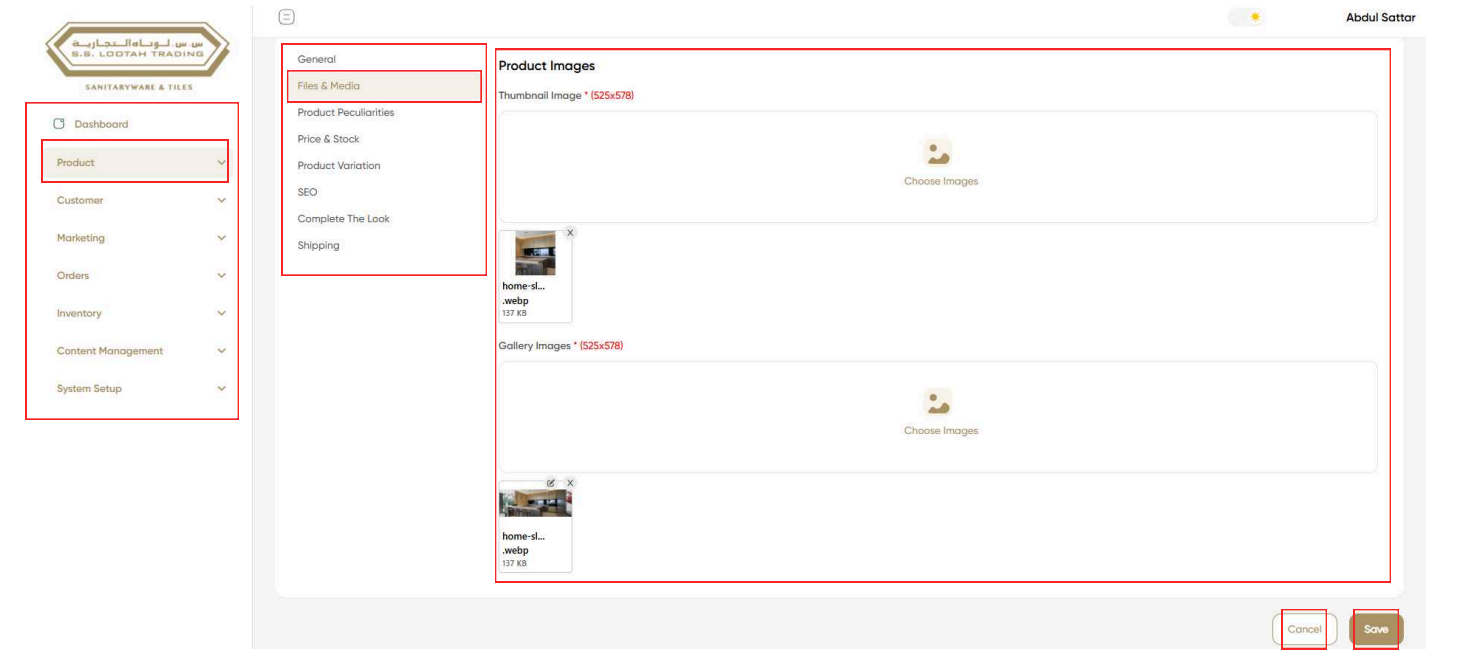 س.س.لـوتـاه الـتـجـاريـة
S.S. LOOTAH TRADING
SANITARYWARE & TILES
Dashboard
Product
Customer
Marketing
Orders
Inventory
Content Management
System Setup
Abdul Sattar
General
Files & Media
Product Peculiarities
Price & Stock
Product Variation
SEO
Complete The Look
Shipping
Product Images
Thumbnail Image * (525x578)
Choose Images
X
home-sl...
.webp
137 KB
Gallery Images * (525x578)
Choose Images
X
home-sl...
.webp
137 KB
Cancel
Save